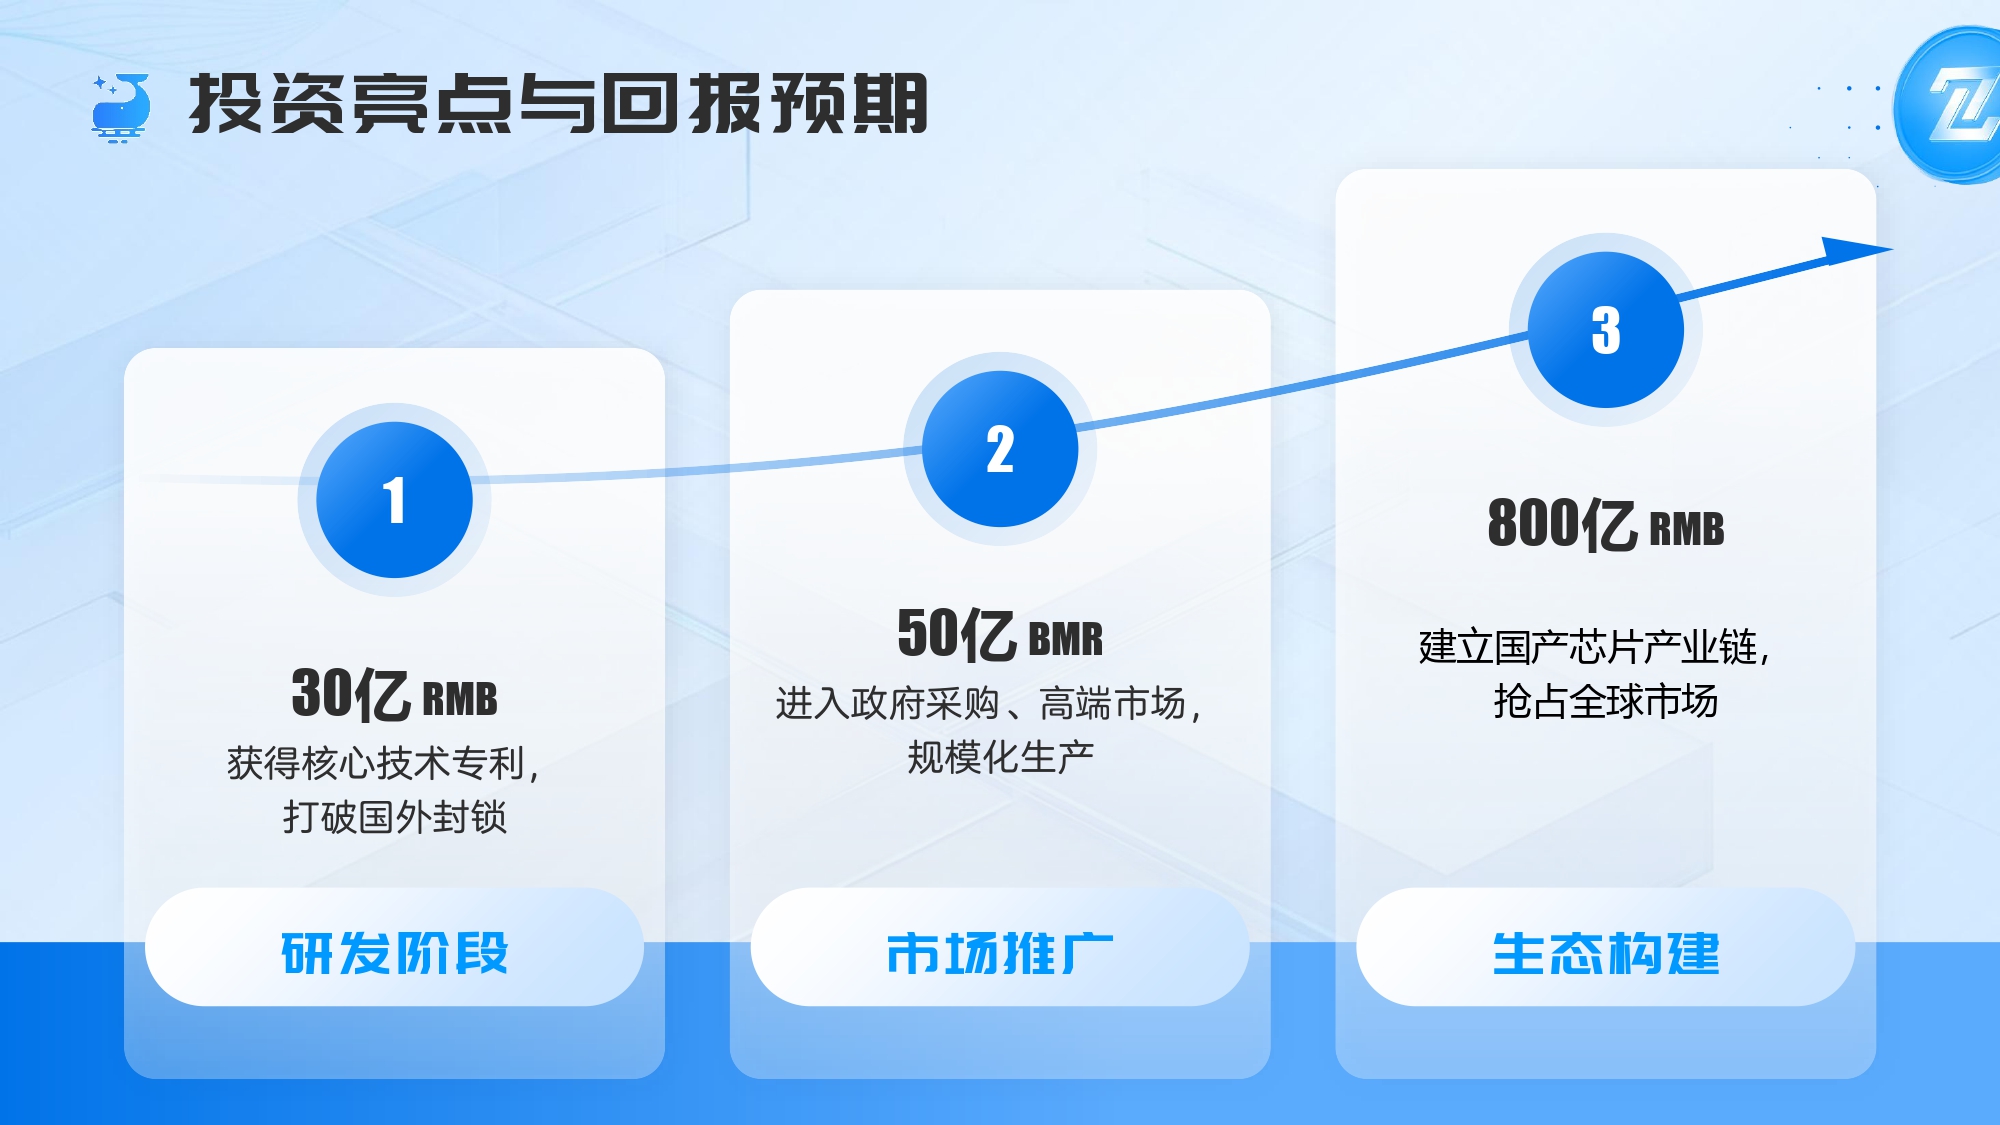 投资亮点与回报预期
1
30亿 RMB
获得核心技术专利，
打破国外封锁
研发阶段
2
50亿 BMR
进入政府采购、高端市场，
规模化生产
市场推广
3
800亿 RMB
建立国产芯片产业链，
抢占全球市场
生态构建